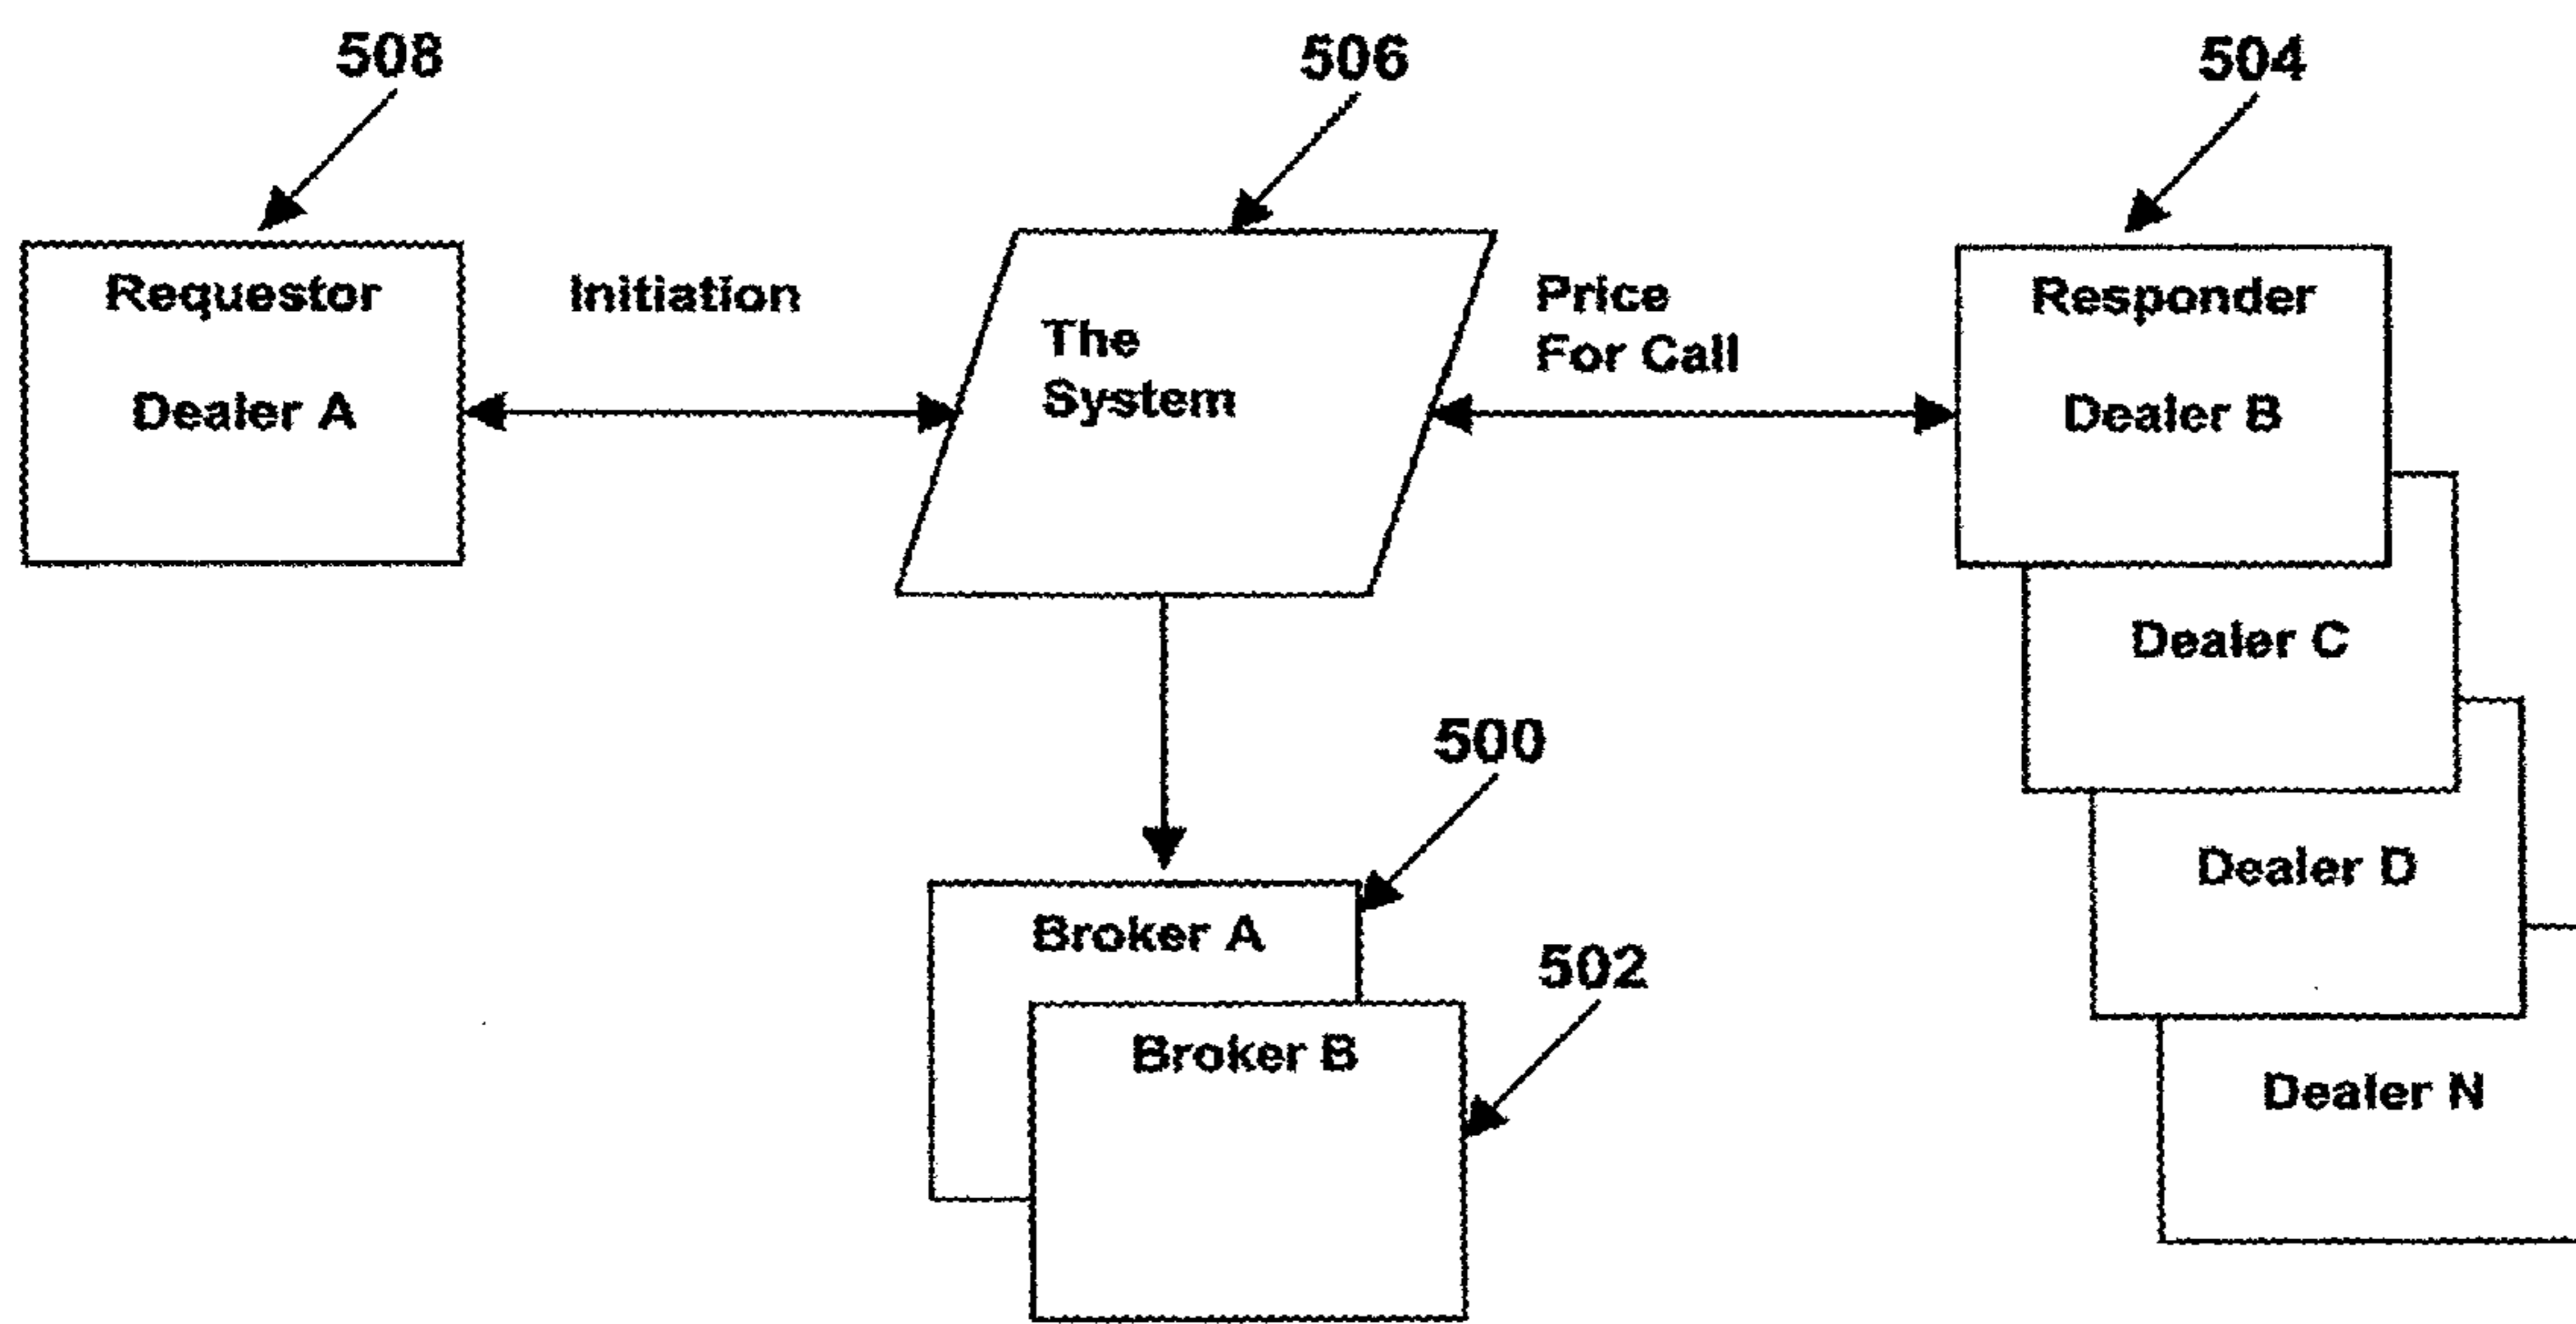 508
506
504
Requestor
Dealer A
Initiation
The
System
Price
For Call
Responder
Dealer B
Dealer C
Dealer D
Dealer N
500
Broker A
502
Broker B